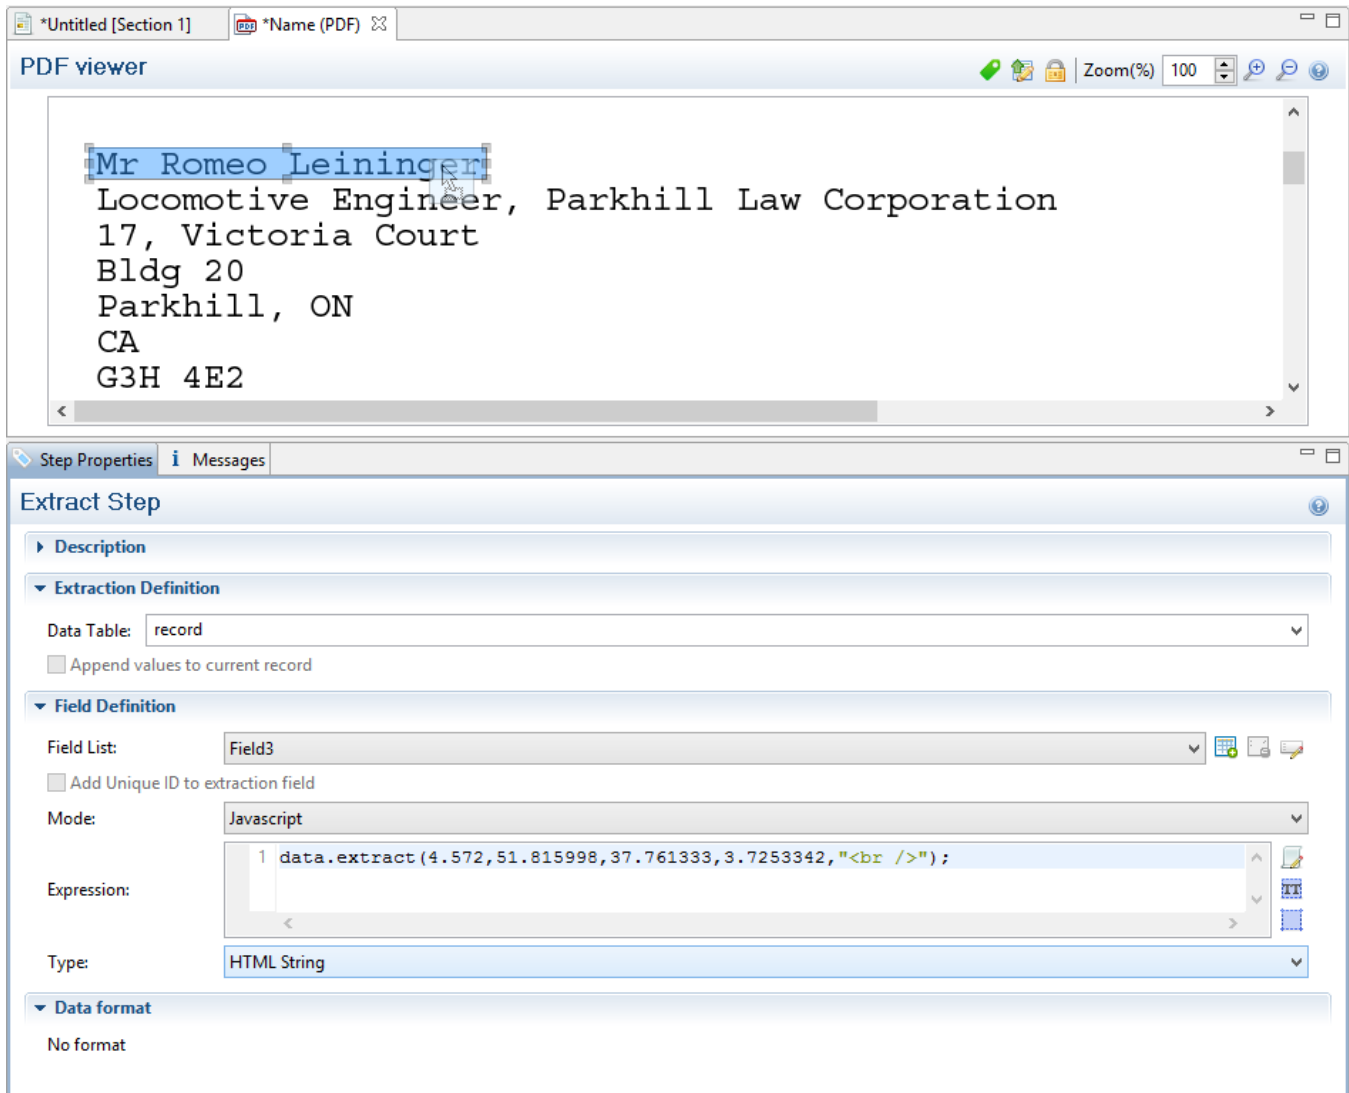 *Untitled [Section 1] *Name (PDF)
PDF viewer Zoom(%) 100
Mr Romeo Leininger
Locomotive Engineer, Parkhill Law Corporation
17, Victoria Court
Bldg 20
Parkhill, ON
CA
G3H 4E2
Step Properties i Messages
Extract Step
Description
Extraction Definition
Data Table: record
Append values to current record
Field Definition
Field List: Field3
Add Unique ID to extraction field
Mode: Javascript
1 data.extract(4.572,51.815998,37.761333,3.7253342,"<br />");
Expression: TT
Type: HTML String
Data format
No format